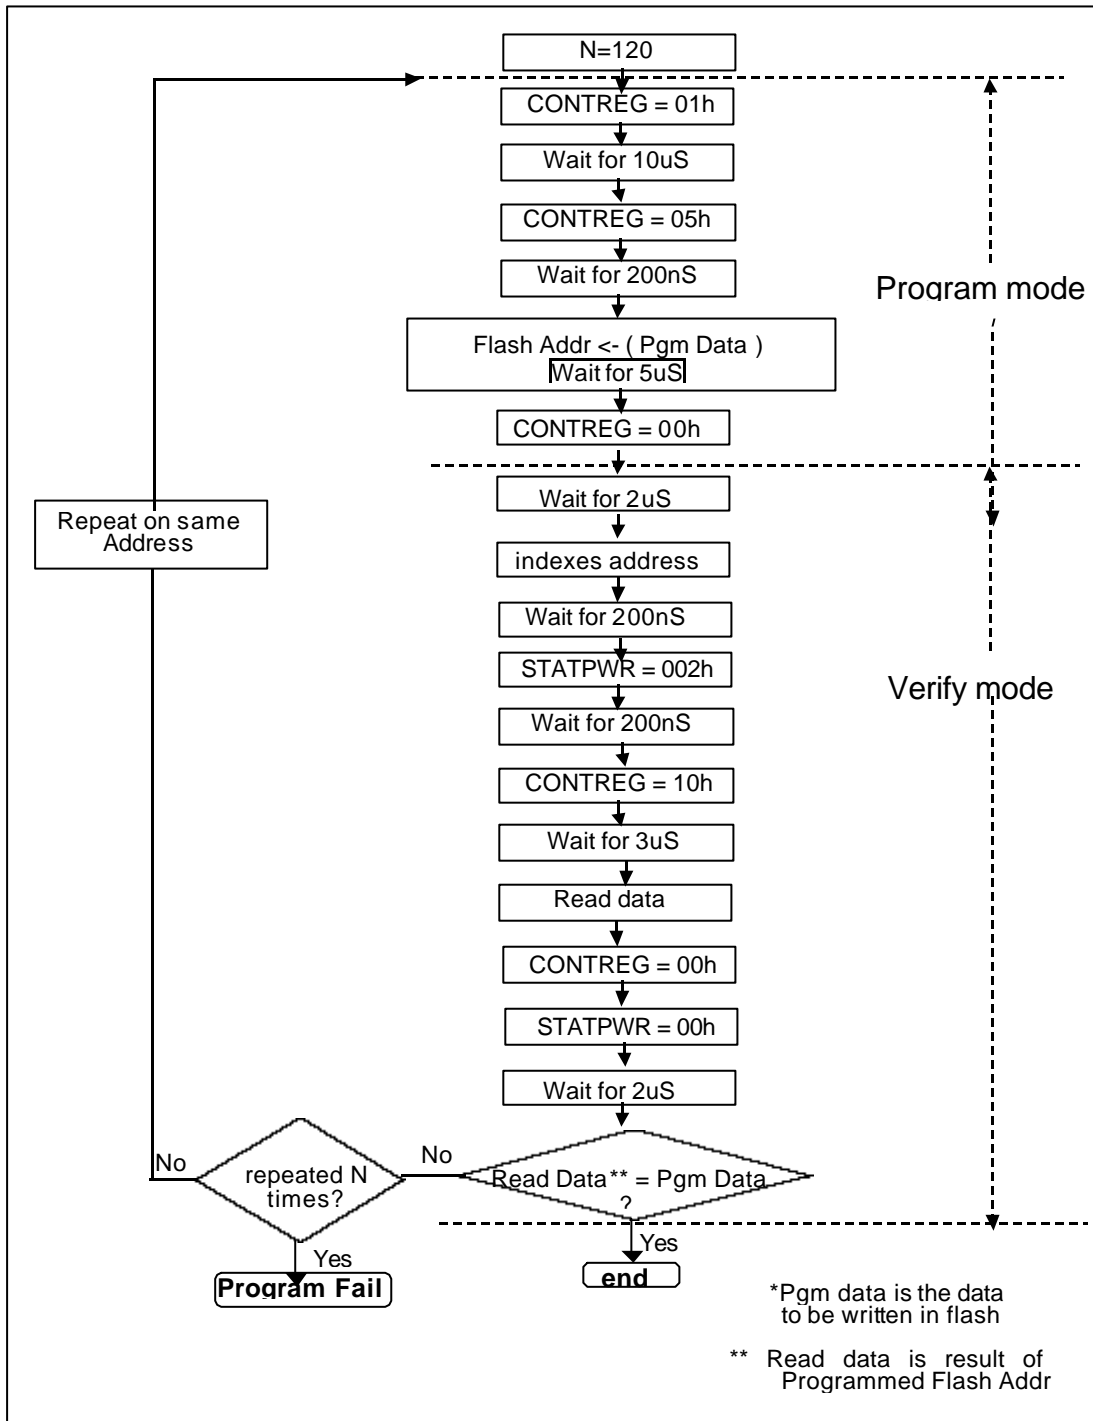 N=120
CONTREG = 01h
Wait for 10uS
CONTREG = 05h
Wait for 200nS
Program mode
Flash Addr <- ( Pgm Data )
Wait for 5uS
CONTREG = 00h
Wait for 2uS
Repeat on same
Address
indexes address
Wait for 200nS
STATPWR = 002h
Verify mode
Wait for 200nS
CONTREG = 10h
Wait for 3uS
Read data
CONTREG = 00h
STATPWR = 00h
Wait for 2uS
No
repeated N
times?
No
Read Data** = Pgm Data
?
Yes
Program Fail
Yes
end
*Pgm data is the data
to be written in flash
** Read data is result of
Programmed Flash Addr